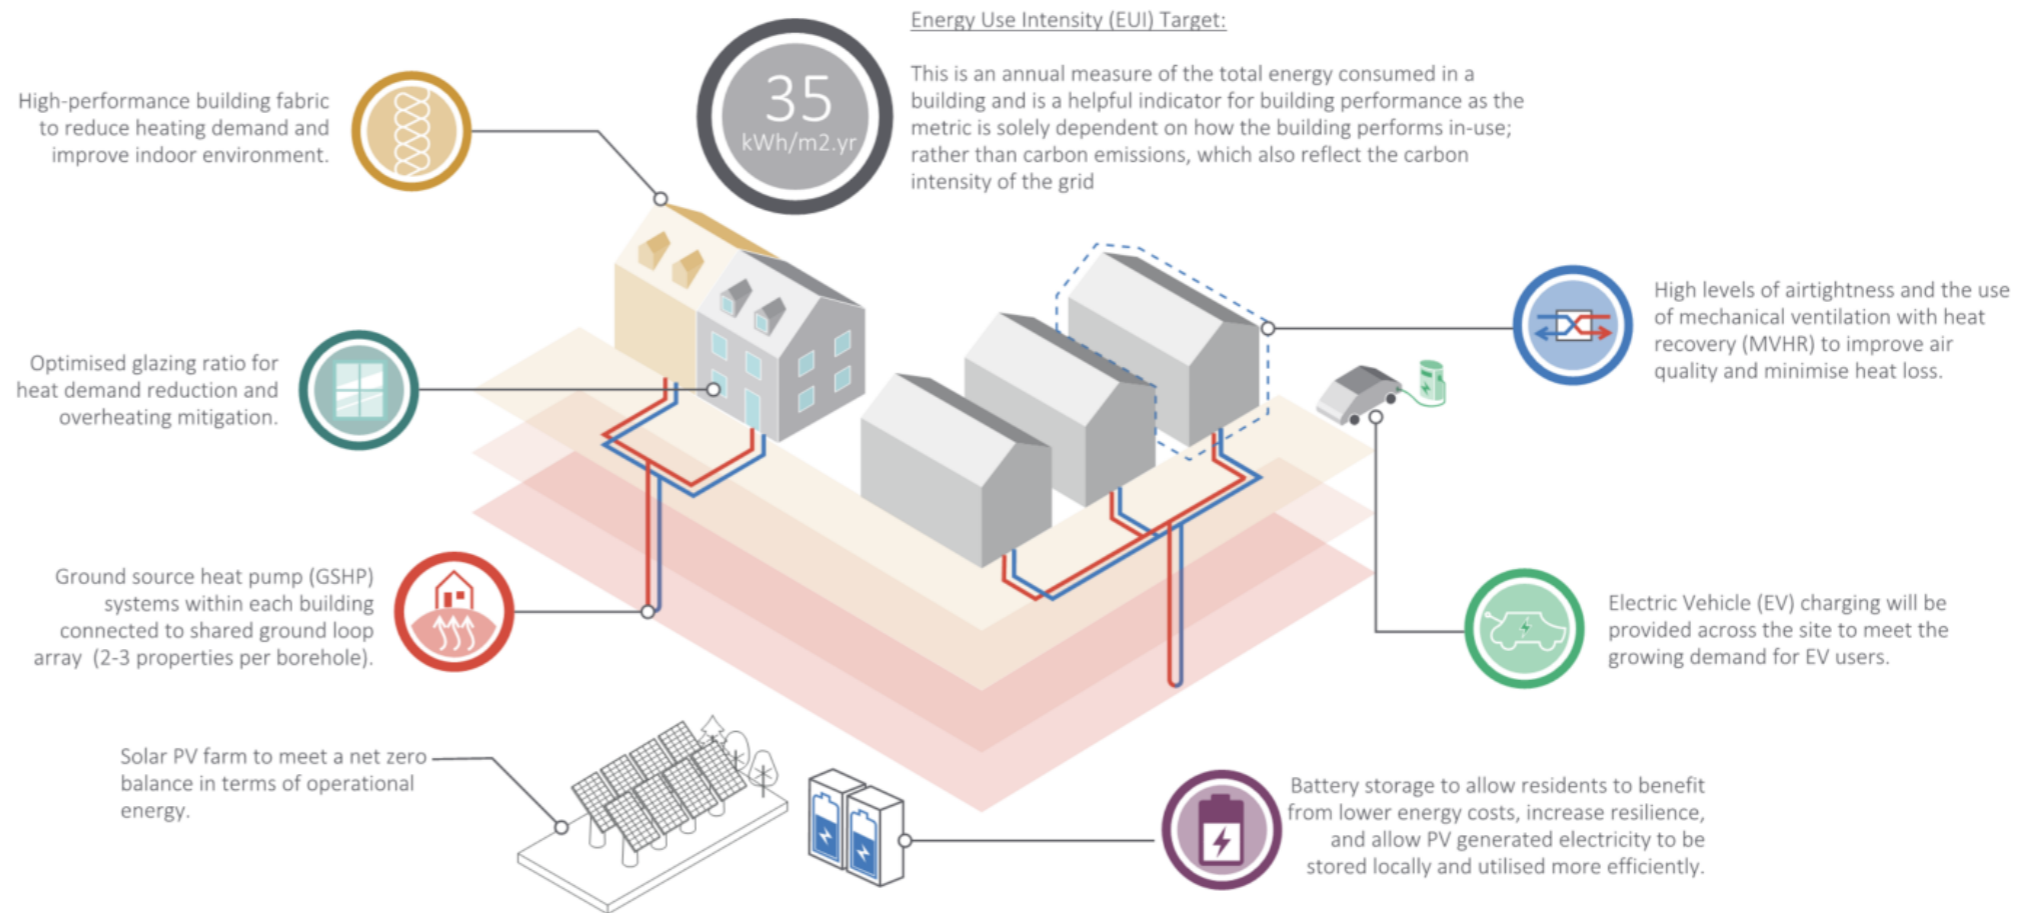 Energy Use Intensity (EUI) Target:
35
kWh/m2.yr
This is an annual measure of the total energy consumed in a
building and is a helpful indicator for building performance as the
metric is solely dependent on how the building performs in-use;
rather than carbon emissions, which also reflect the carbon
intensity of the grid
High-performance building fabric
to reduce heating demand and
improve indoor environment.
High levels of airtightness and the use
of mechanical ventilation with heat
recovery (MVHR) to improve air
quality and minimise heat loss.
Optimised glazing ratio for
heat demand reduction and
overheating mitigation.
Ground source heat pump (GSHP)
systems within each building
connected to shared ground loop
array (2-3 properties per borehole).
Electric Vehicle (EV) charging will be
provided across the site to meet the
growing demand for EV users.
Solar PV farm to meet a net zero
balance in terms of operational
energy.
Battery storage to allow residents to benefit
from lower energy costs, increase resilience,
and allow PV generated electricity to be
stored locally and utilised more efficiently.